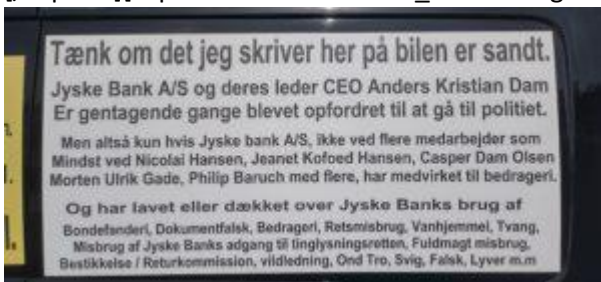 Tænk om det jeg skriver her på bilen er sandt.
Jyske Bank A/S og deres leder CEO Anders Kristian Dam
Er gentagende gange blevet opfordret til at gå til politiet.
Men altså kun hvis Jyske bank A/S, ikke ved flere medarbejder som
Mindst ved Nicolai Hansen, Jeanet Kofoed Hansen, Casper Dam Olsen
Morten Ulrik Gade, Philip Baruch med flere, har medvirket til bedrageri.
Og har lavet eller dækket over Jyske Banks brug af
Bondefangeri, Dokumentfalsk, Bedrageri, Retsmisbrug, Vanhjemmel, Tvang,
Misbrug af Jyske Banks adgang til tinglysningsretten, Fuldmagt misbrug,
Bestikkelse / Returkommission, vildledning, Ond Tro, Svig, Falsk, Lyver m.m